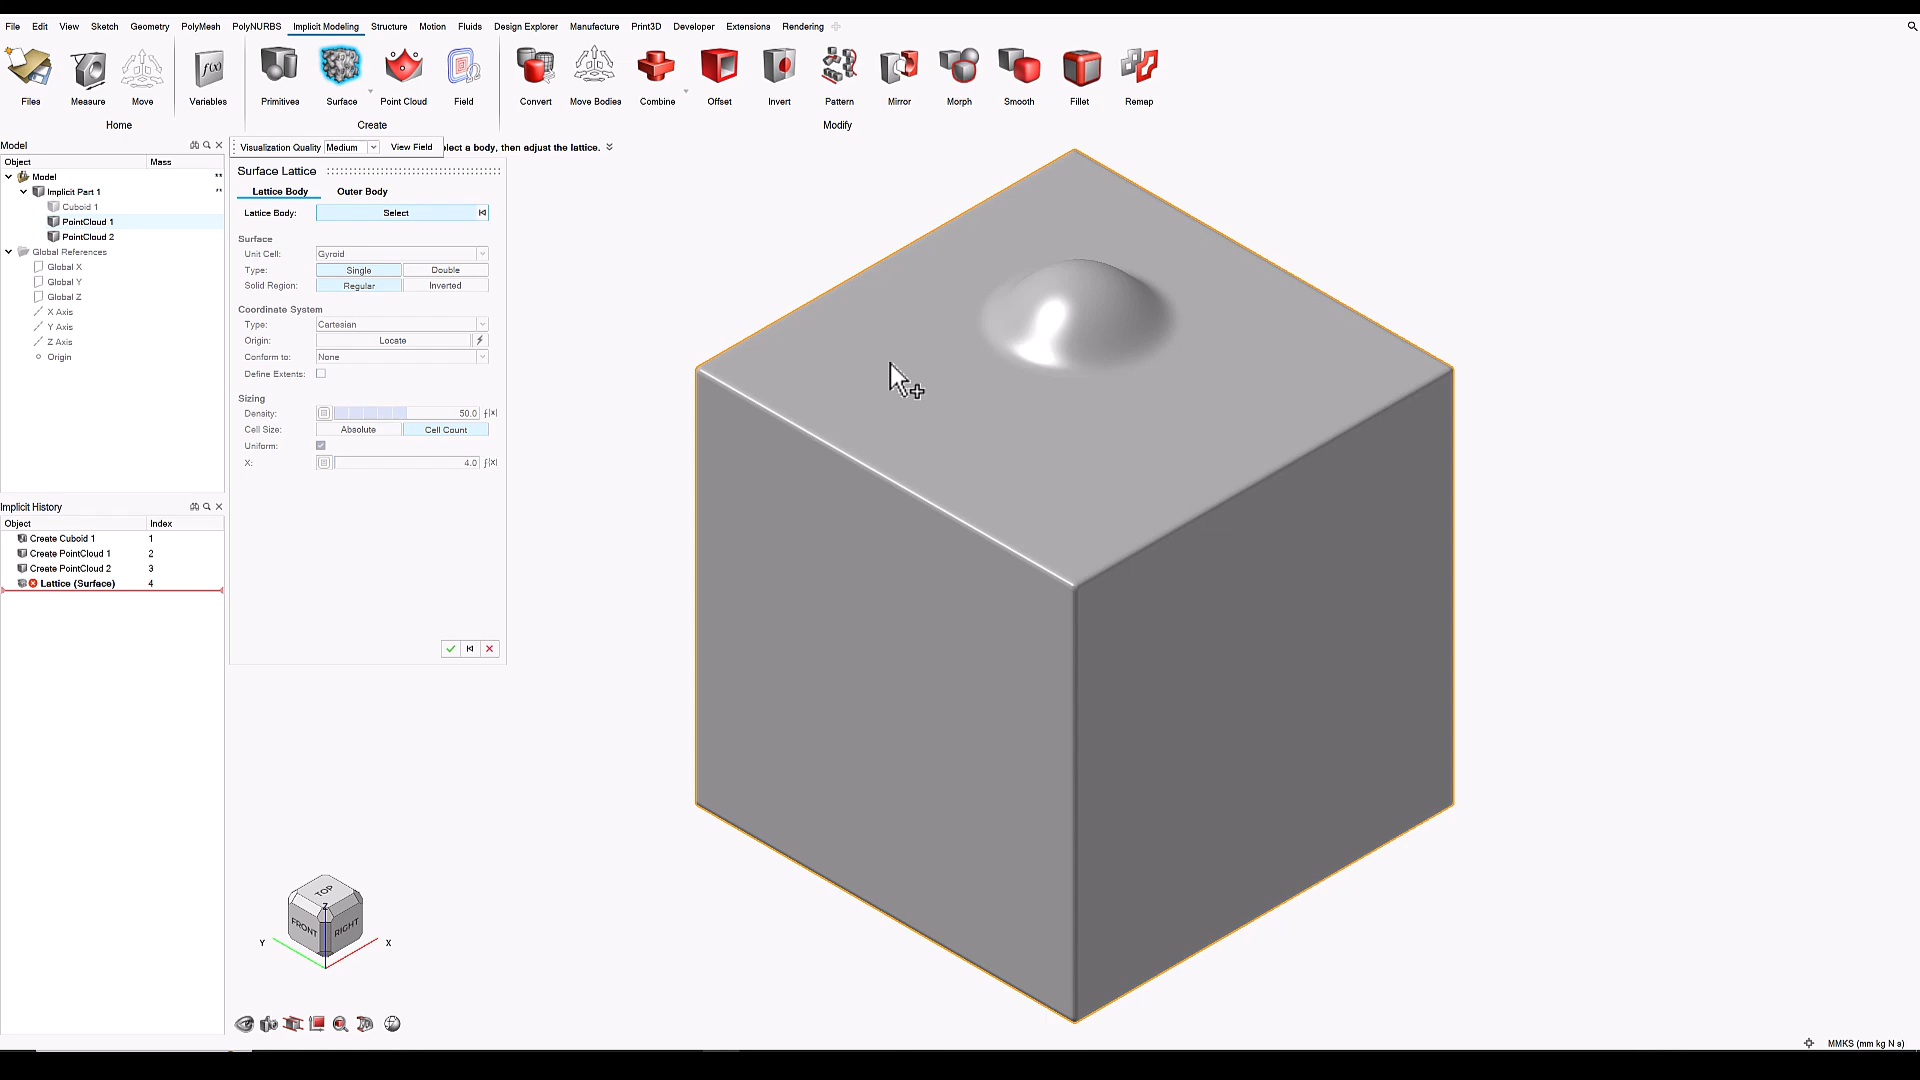 File Edit View Sketch Geometry PolyMesh PolyNURBS Implicit Modeling Structure Motion Fluids Design Explorer Manufacture Print3D Developer Extensions Rendering
Files Measure Move Variables Primitives Surface Point Cloud Field Convert Move Bodies Combine Offset Invert Pattern Mirror Morph Smooth Fillet Remap
Home Create Modify
Model
Object Mass
Model **
Implicit Part 1
Cuboid 1
PointCloud 1
PointCloud 2
Global References
Global X
Global Y
Global Z
X Axis
Y Axis
Z Axis
Origin
Visualization Quality Medium View Field lect a body, then adjust the lattice.
Surface Lattice
Lattice Body Outer Body
Lattice Body: Select
Surface
Unit Cell: Gyroid
Type: Single Double
Solid Region: Regular Inverted
Coordinate System
Type: Cartesian
Origin: Locate
Conform to: None
Define Extents:
Sizing
Density: 50.0 f(x)
Cell Size: Absolute Cell Count
Uniform:
X: 4.0 f(x)
Implicit History
Object Index
Create Cuboid 1 1
Create PointCloud 1 2
Create PointCloud 2 3
Lattice (Surface) 4
TOP
FRONT RIGHT
Z
Y X
MMKS (mm kg N s)